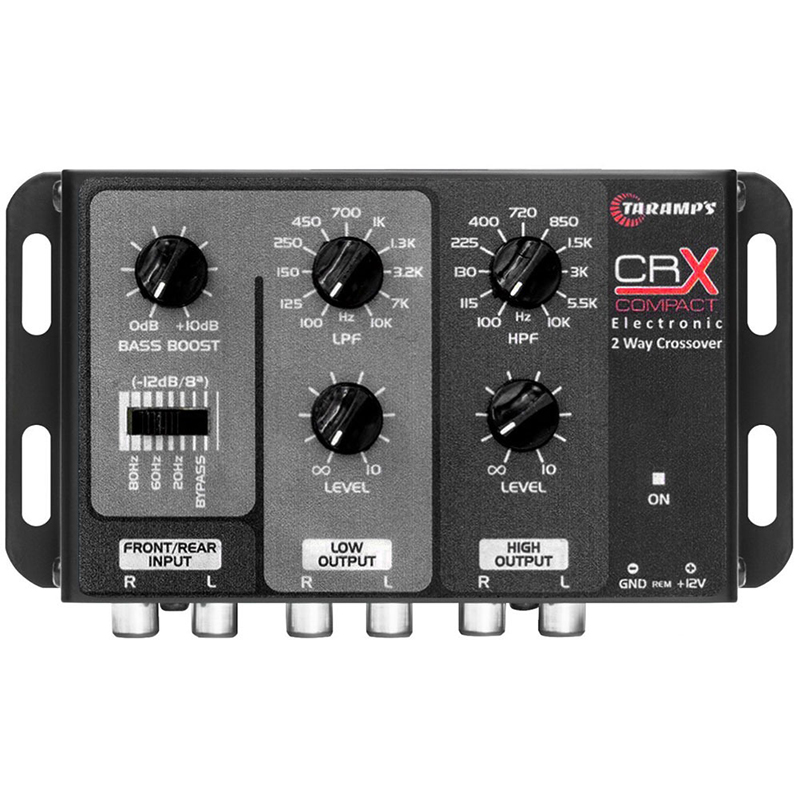 TARAMP'S
CRX
COMPACT
Electronic
2 Way Crossover
0dB +10dB
BASS BOOST
(-12dB/8ª)
80Hz
60Hz
20Hz
BYPASS
700
450 1K
250 1.3K
150 3.2K
125 7K
100 Hz 10K
LPF
∞ 10
LEVEL
720
400 850
225 1.5K
130 3K
115 5.5K
100 Hz 10K
HPF
∞ 10
LEVEL
ON
FRONT/REAR
INPUT
R L
LOW
OUTPUT
R L
HIGH
OUTPUT
R L
- +
GND REM +12V